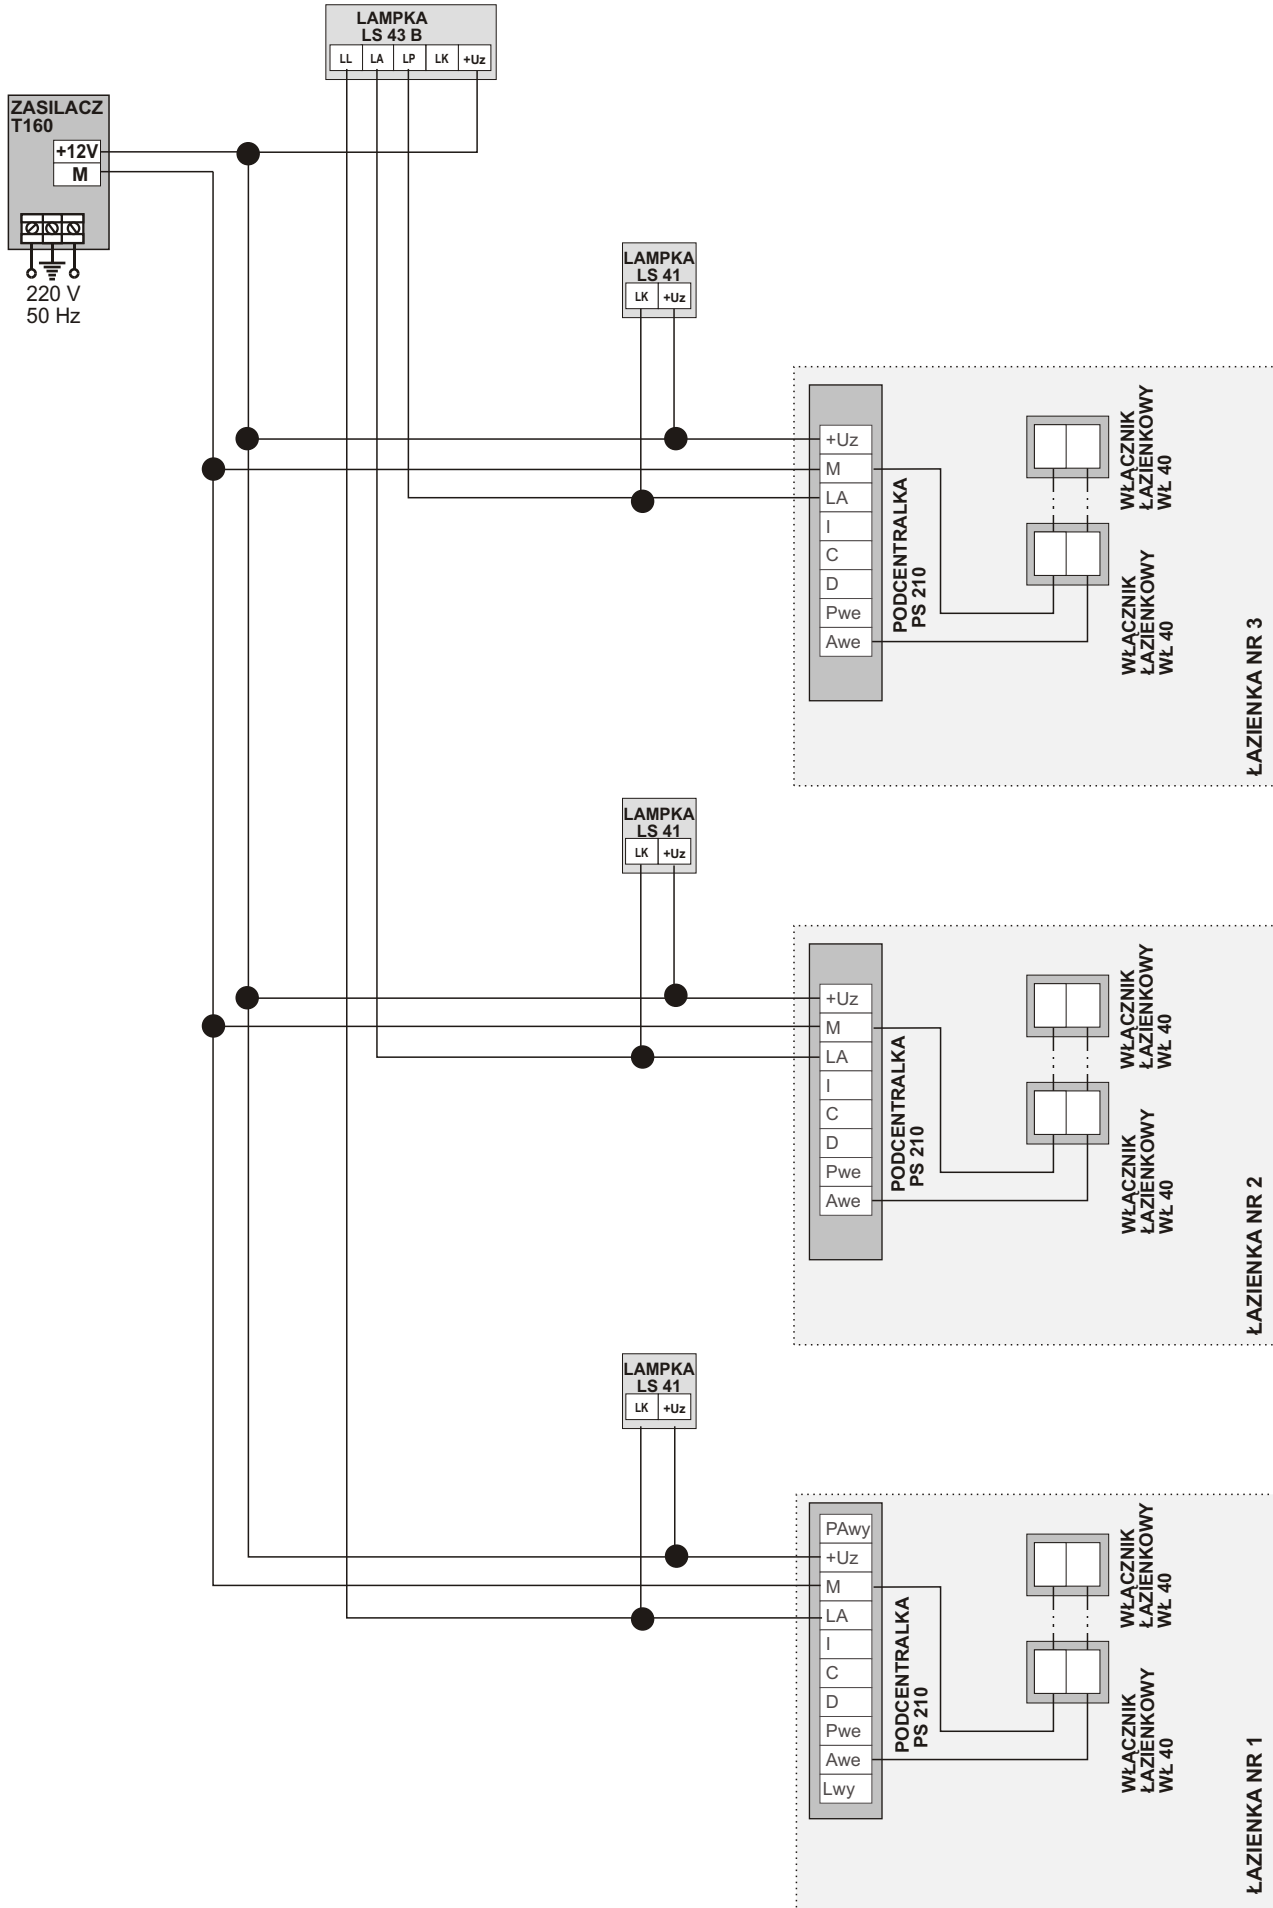 LAMPKA
LS 43 B
LL LA LP LK +Uz
ZASILACZ
T160
+12V
M
220 V
50 Hz
LAMPKA
LS 41
LK +Uz
+Uz
M
LA
I
C
D
Pwe
Awe
PODCENTRALKA
PS 210
WŁĄCZNIK
ŁAZIENKOWY
WŁ 40
WŁĄCZNIK
ŁAZIENKOWY
WŁ 40
ŁAZIENKA NR 3
LAMPKA
LS 41
LK +Uz
+Uz
M
LA
I
C
D
Pwe
Awe
PODCENTRALKA
PS 210
WŁĄCZNIK
ŁAZIENKOWY
WŁ 40
WŁĄCZNIK
ŁAZIENKOWY
WŁ 40
ŁAZIENKA NR 2
LAMPKA
LS 41
LK +Uz
PAwy
+Uz
M
LA
I
C
D
Pwe
Awe
Lwy
PODCENTRALKA
PS 210
WŁĄCZNIK
ŁAZIENKOWY
WŁ 40
WŁĄCZNIK
ŁAZIENKOWY
WŁ 40
ŁAZIENKA NR 1